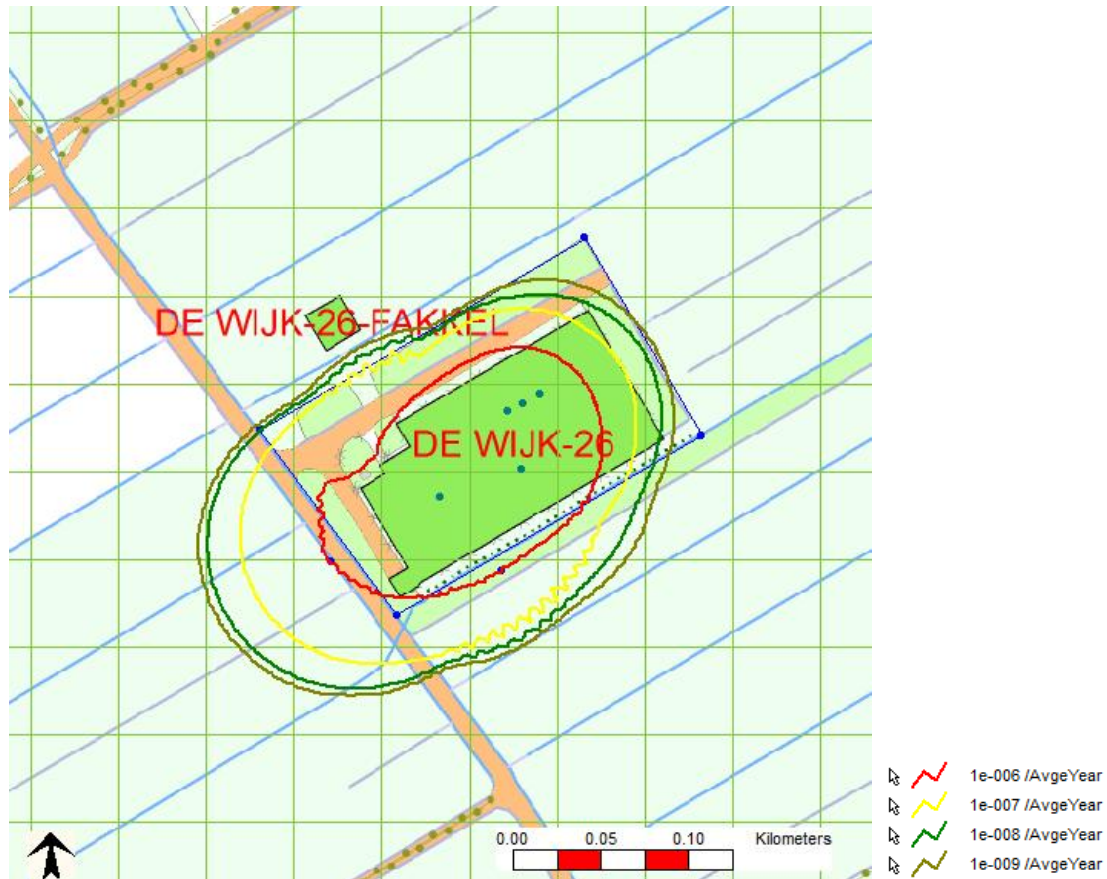 DE WIJK-26-FAKKEL
DE WIJK-26
0.00 0.05 0.10 Kilometers
1e-006 /AvgeYear
1e-007 /AvgeYear
1e-008 /AvgeYear
1e-009 /AvgeYear